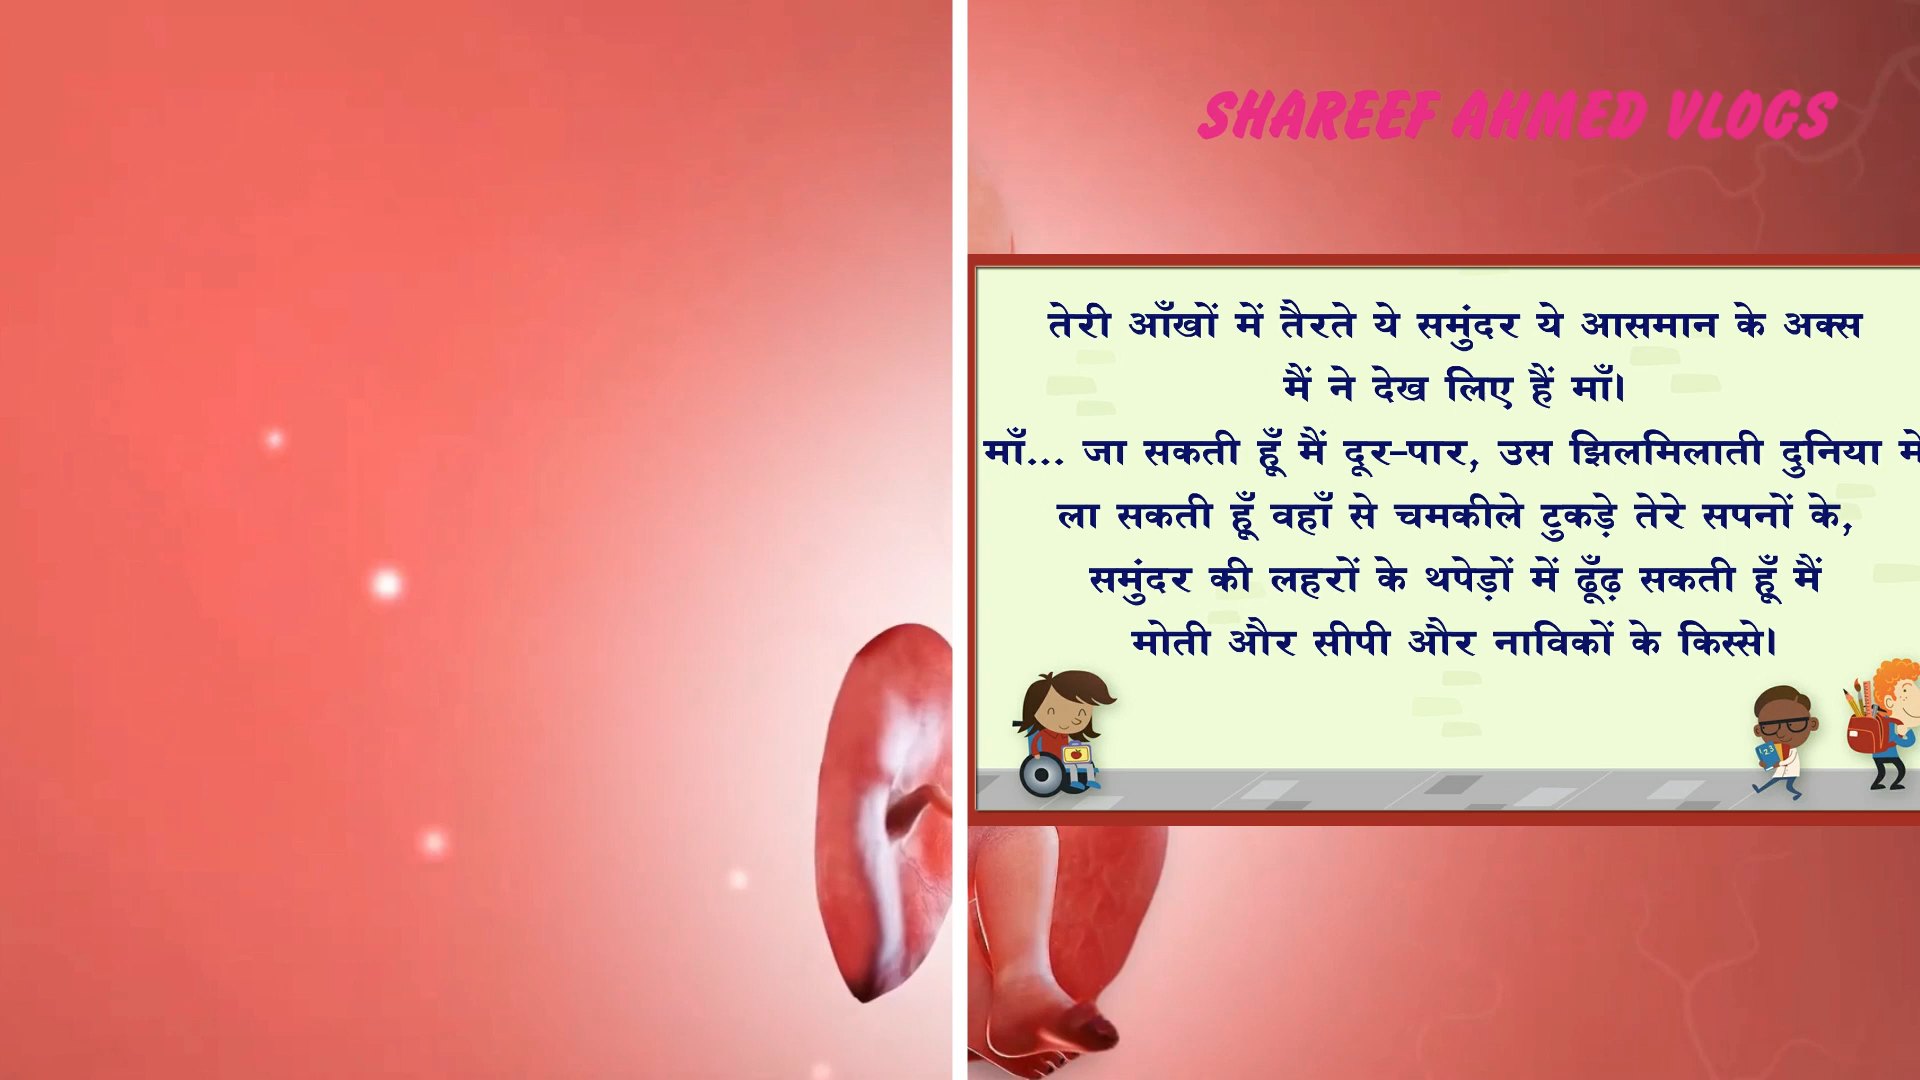 SHAREEF AHMED VLOGS
तेरी आँखों में तैरते ये समुंदर ये आसमान के अक्स
मैं ने देख लिए हैं माँ।
माँ... जा सकती हूँ मैं दूर-पार, उस झिलमिलाती दुनिया में
ला सकती हूँ वहाँ से चमकीले टुकड़े तेरे सपनों के,
समुंदर की लहरों के थपेड़ों में ढूँढ़ सकती हूँ मैं
मोती और सीपी और नाविकों के किस्से।